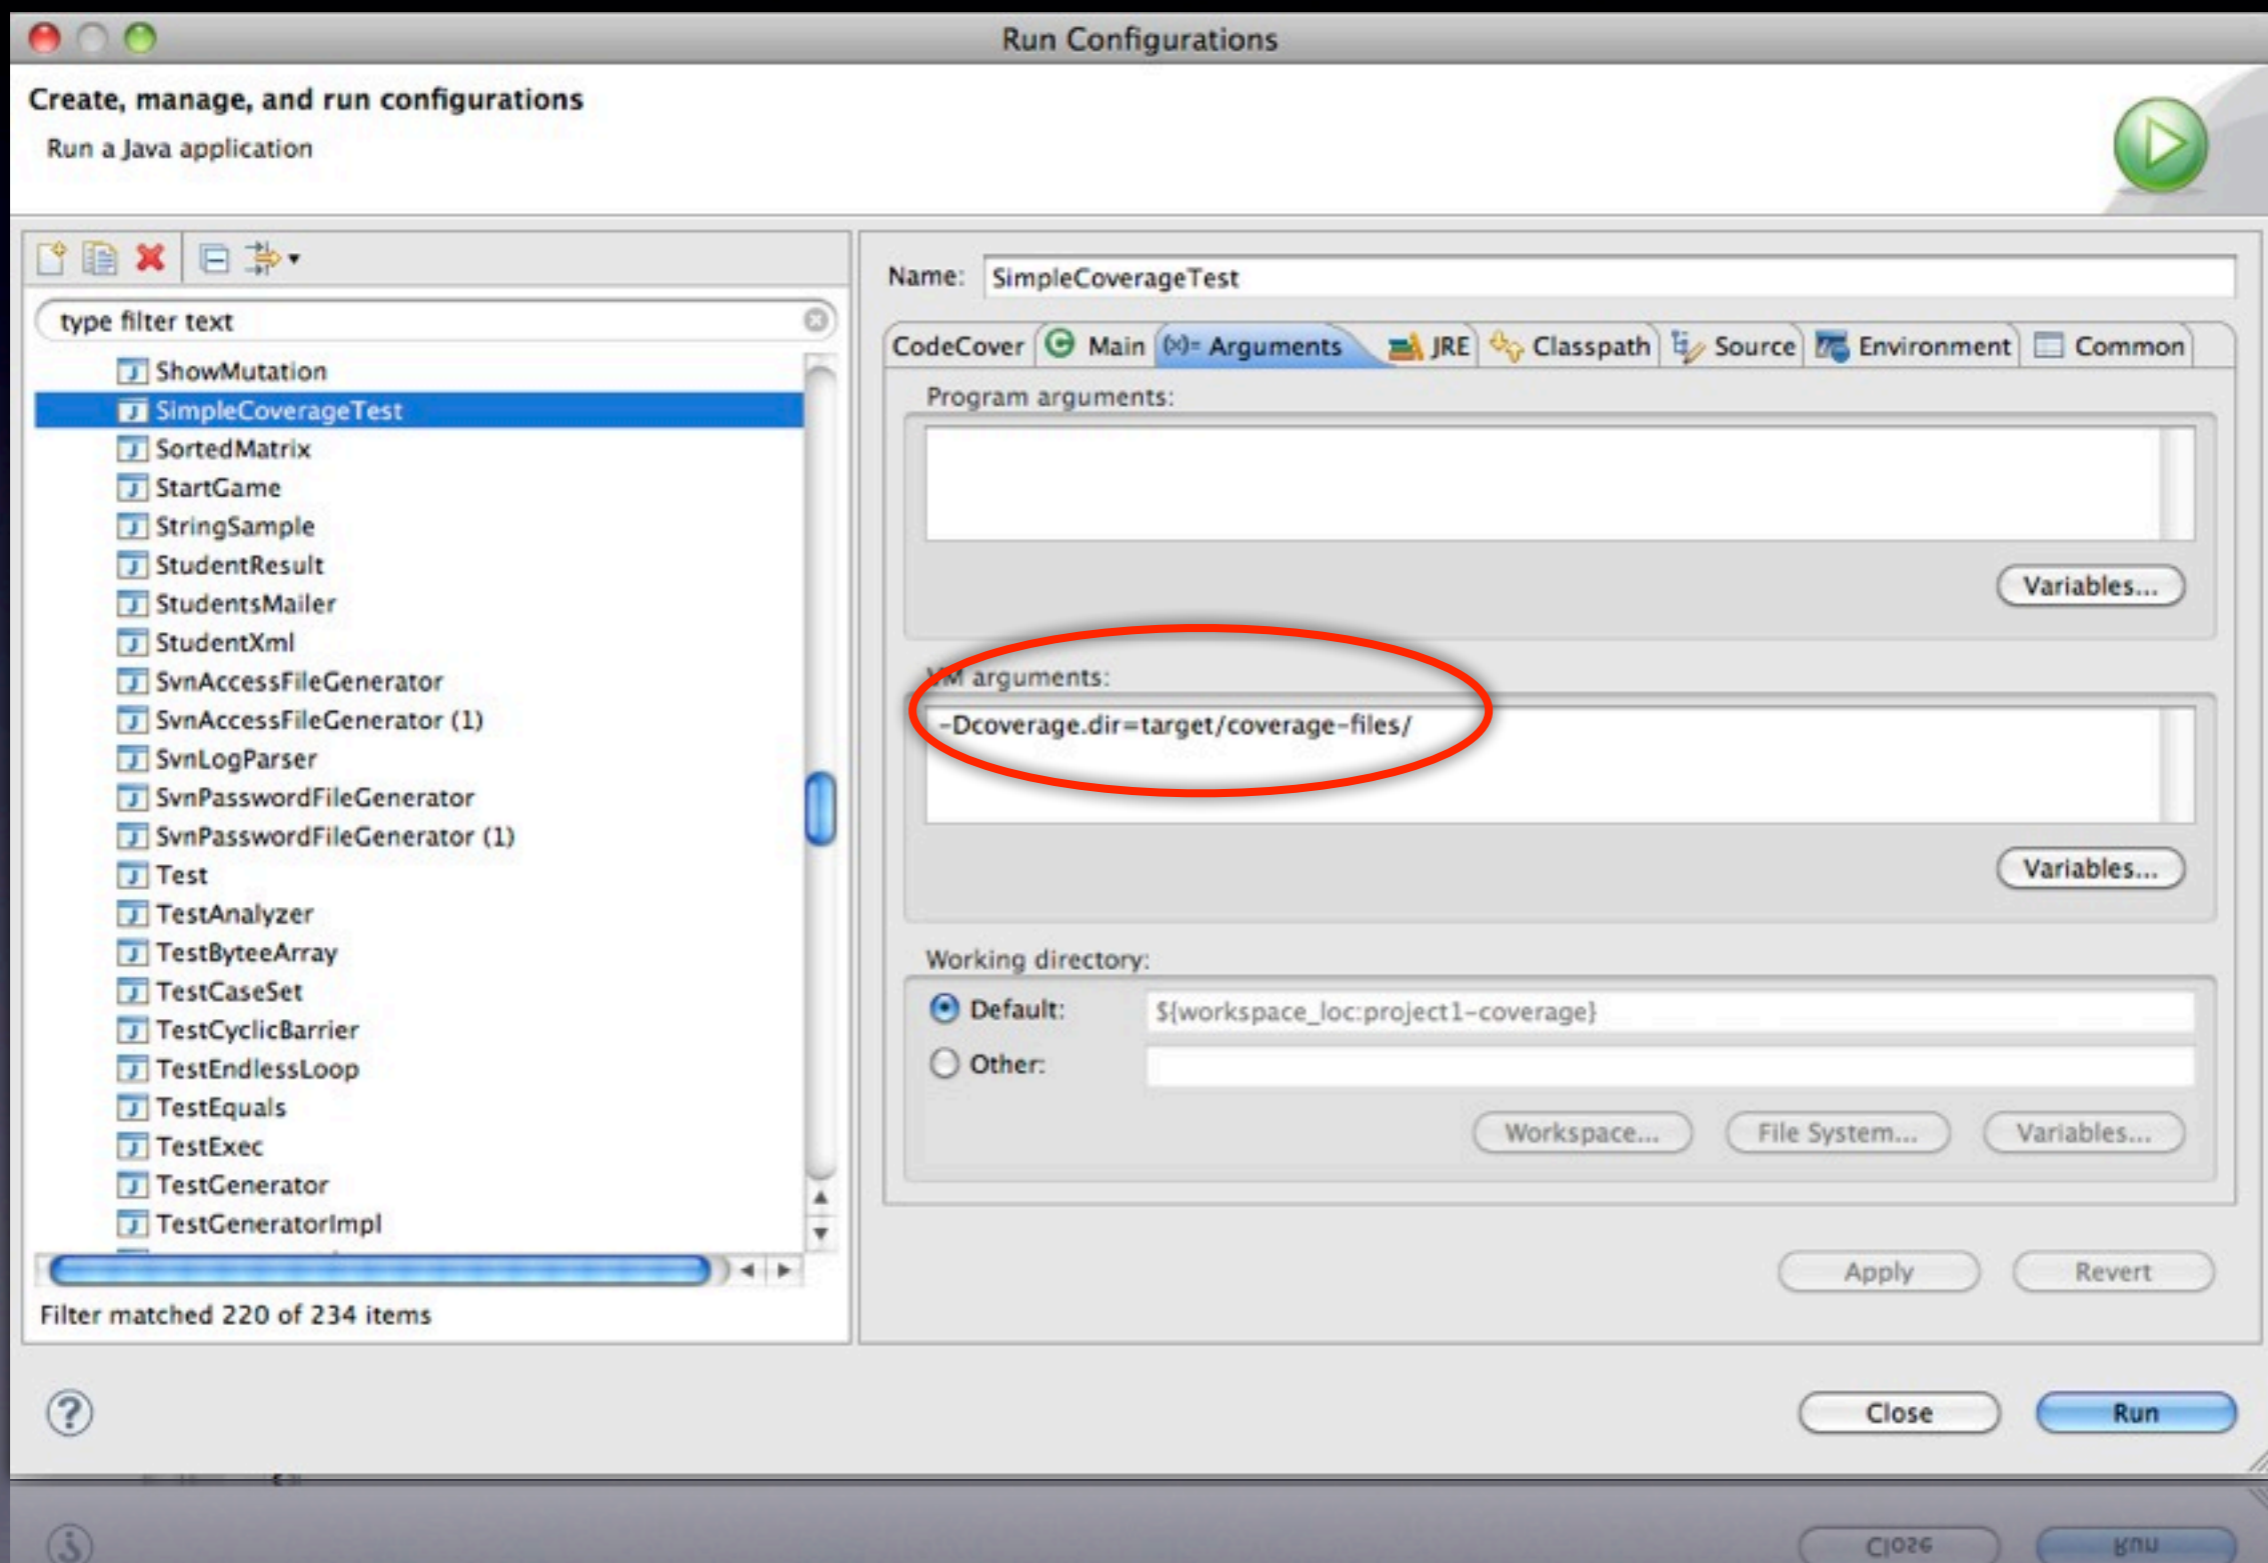 Run Configurations
Create, manage, and run configurations
Run a Java application
type filter text
ShowMutation
SimpleCoverageTest
SortedMatrix
StartGame
StringSample
StudentResult
StudentsMailer
StudentXml
SvnAccessFileGenerator
SvnAccessFileGenerator (1)
SvnLogParser
SvnPasswordFileGenerator
SvnPasswordFileGenerator (1)
Test
TestAnalyzer
TestByteeArray
TestCaseSet
TestCyclicBarrier
TestEndlessLoop
TestEquals
TestExec
TestGenerator
TestGeneratorImpl
Filter matched 220 of 234 items
Name: SimpleCoverageTest
CodeCover Main (x)= Arguments JRE Classpath Source Environment Common
Program arguments:
Variables...
VM arguments:
-Dcoverage.dir=target/coverage-files/
Variables...
Working directory:
Default: ${workspace_loc:project1-coverage}
Other:
Workspace... File System... Variables...
Apply Revert
Close Run